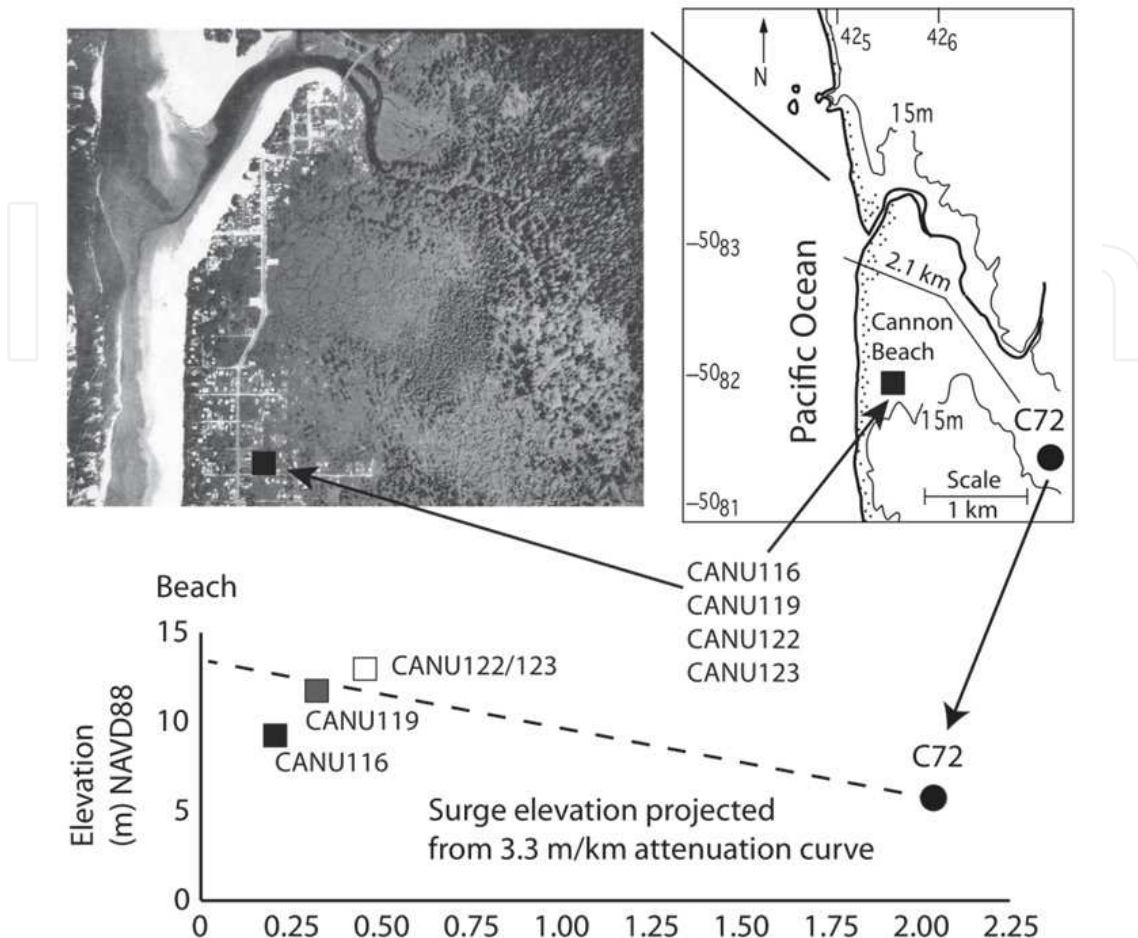 42₅
42₆
N
15m
–50₈₃
2.1 km
Pacific Ocean
Cannon
Beach
–50₈₂
15m
C72
Scale
1 km
–50₈₁
CANU116
CANU119
CANU122
CANU123
Beach
15
10
5
0
Elevation
(m) NAVD88
CANU122/123
CANU119
CANU116
C72
Surge elevation projected
from 3.3 m/km attenuation curve
0 0.25 0.50 0.75 1.00 1.25 1.50 1.75 2.00 2.25